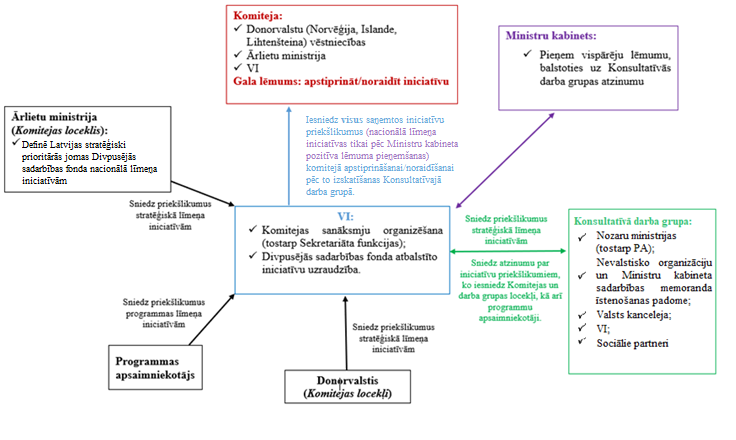 Komiteja:
✓ Donorvalstu (Norvēģija, Islande,
Lihtenšteina) vēstniecības
✓ Ārlietu ministrija
✓ VI
Gala lēmums: apstiprināt/noraidīt iniciatīvu
Ministru kabinets:
✓ Pieņem vispārēju lēmumu,
balstoties uz Konsultatīvās
darba grupas atzinumu
Ārlietu ministrija
(Komitejas loceklis):
✓ Definē Latvijas stratēģiski
prioritārās jomas Divpusējās
sadarbības fonda nacionālā līmeņa
iniciatīvām
Iesniedz visus saņemtos iniciatīvu
priekšlikumus (nacionālā līmeņa
iniciatīvas tikai pēc Ministru kabineta
pozitīva lēmuma pieņemšanas)
komitejā apstiprināšanai/noraidīšanai
pēc to izskatīšanas Konsultatīvajā
darba grupā.
Sniedz priekšlikumus
stratēģiskā līmeņa
iniciatīvām
VI:
✓ Komitejas sanāksmju organizēšana
(tostarp Sekretariāta funkcijas);
✓ Divpusējās sadarbības fonda atbalstīto
iniciatīvu uzraudzība.
Sniedz priekšlikumus
stratēģiskā līmeņa
iniciatīvām
Sniedz atzinumu par
iniciatīvu priekšlikumiem,
ko iesniedz Komitejas un
darba grupas locekļi, kā arī
programmu
apsaimniekotāji.
Konsultatīvā darba grupa:
✓ Nozaru ministrijas
(tostarp PA);
Nevalstisko organizāciju
✓ un Ministru kabineta
sadarbības memoranda
īstenošanas padome;
✓ Valsts kanceleja;
✓ VI;
✓ Sociālie partneri
Sniedz priekšlikumus
programmas līmeņa
iniciatīvām
Sniedz priekšlikumus
stratēģiskā līmeņa
iniciatīvām
Programmas
apsaimniekotājs
Donorvalstis
(Komitejas locekļi)